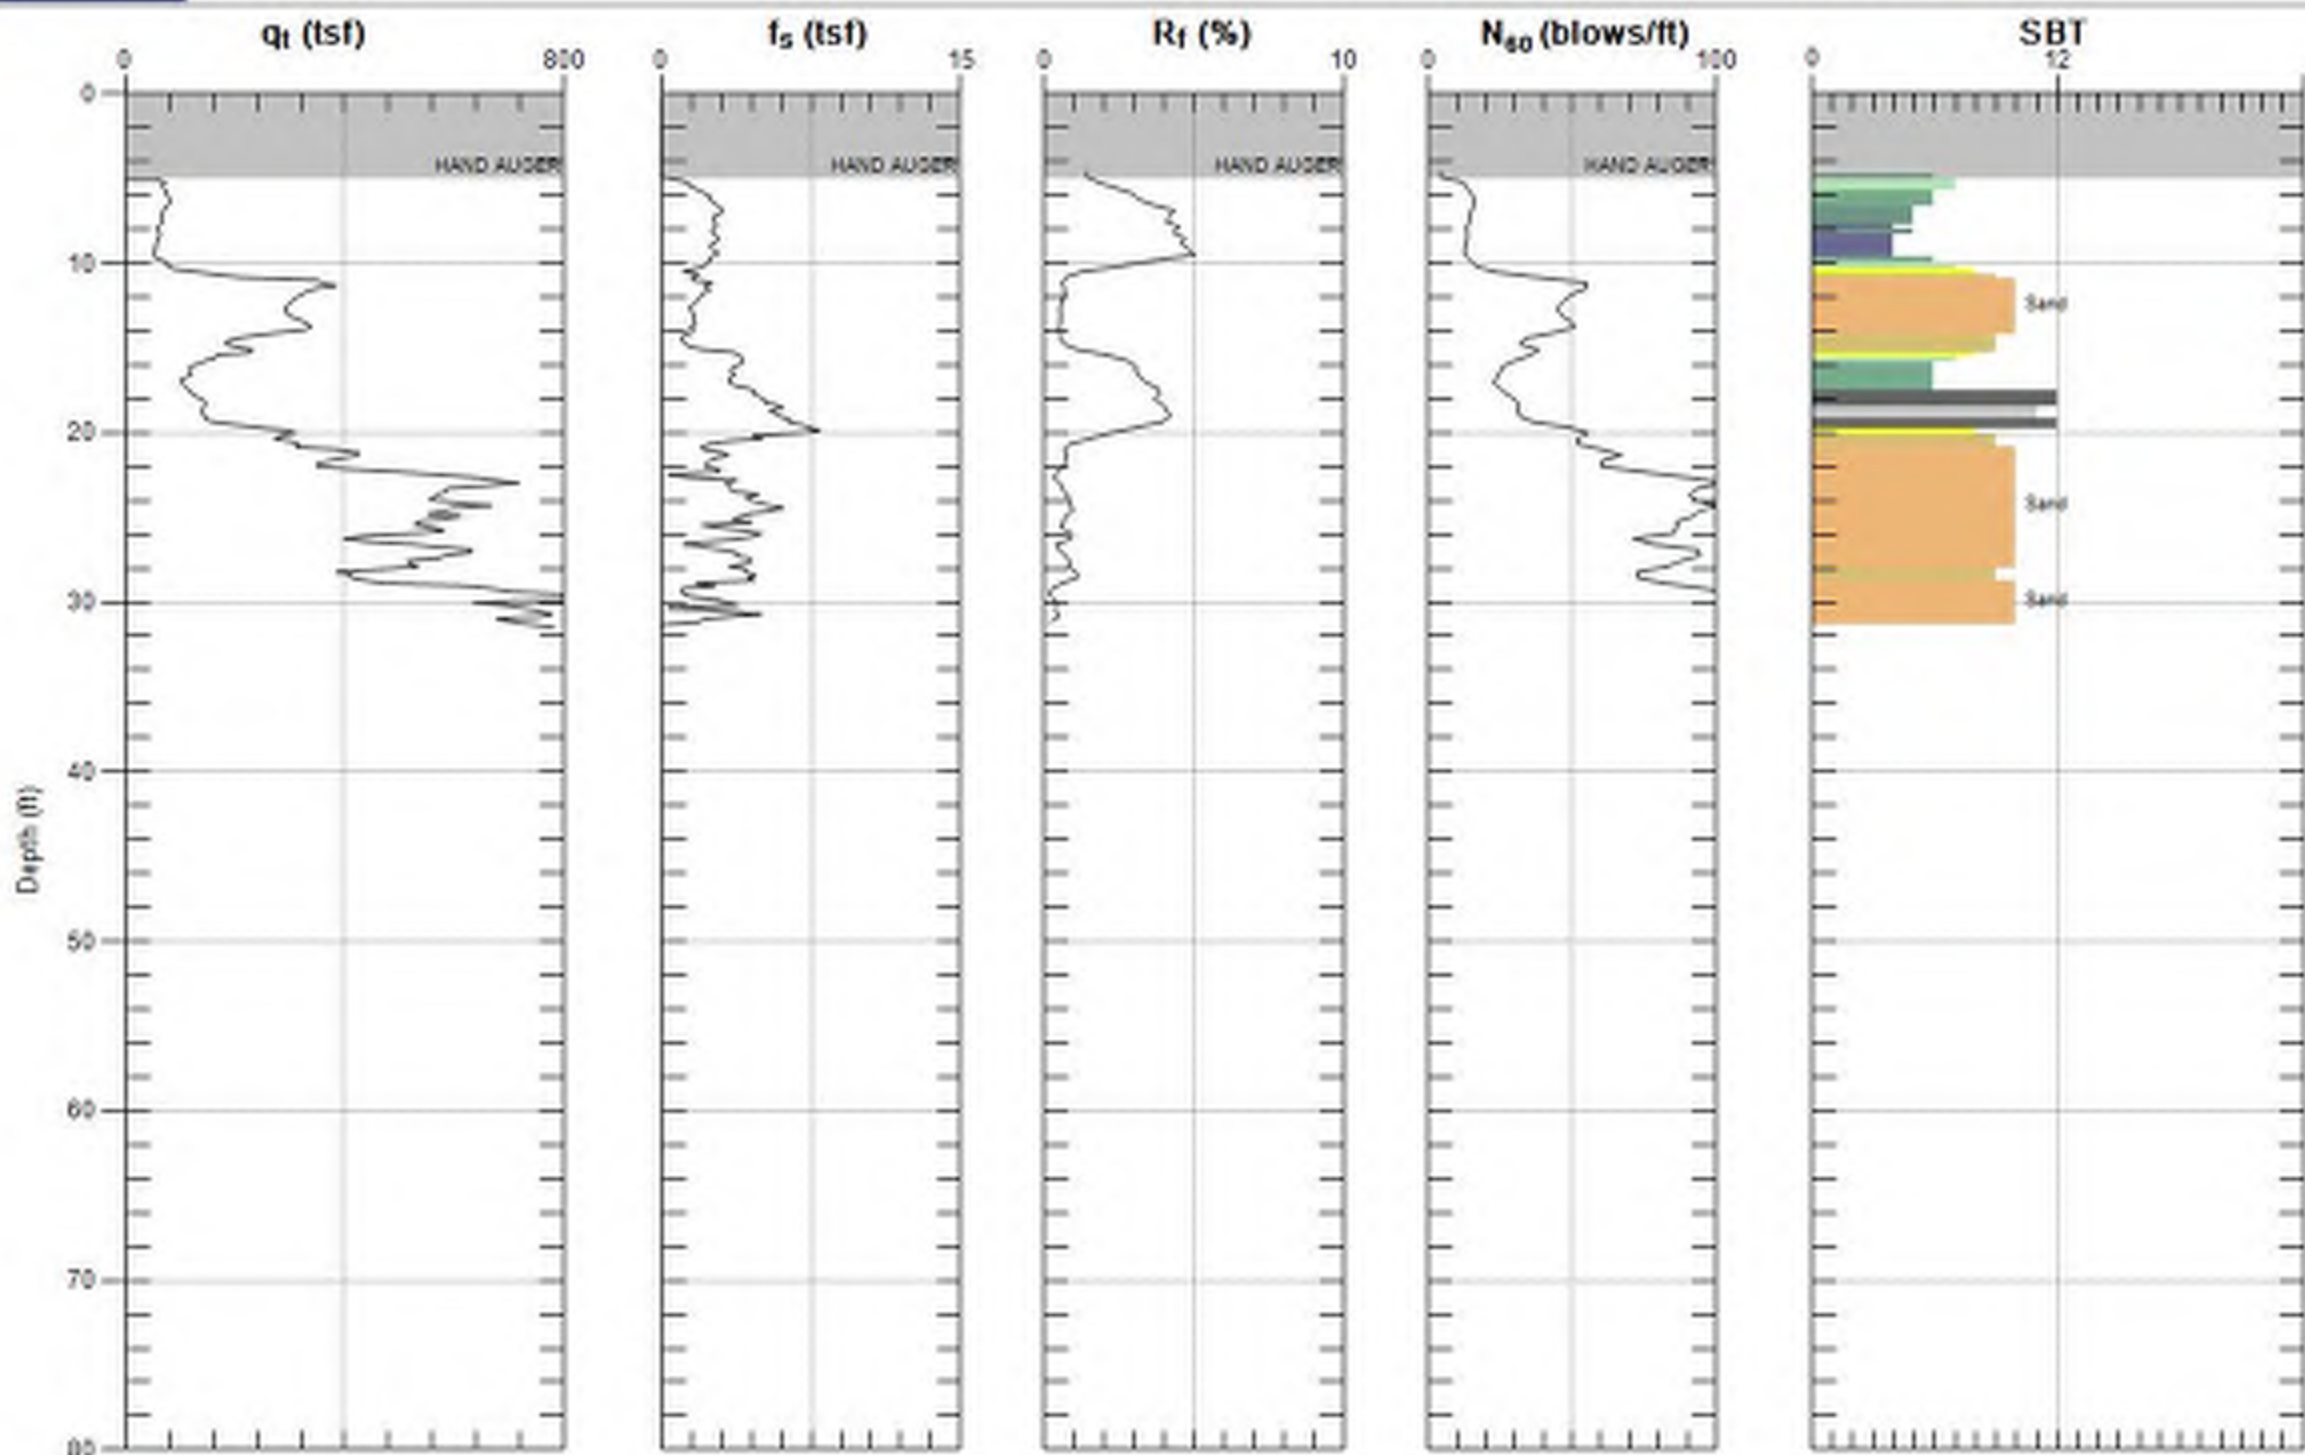 qt (tsf) fs (tsf) Rf (%) N60 (blows/ft) SBT
0 800 0 15 0 10 0 100 0 12
0
HAND AUGER HAND AUGER HAND AUGER HAND AUGER
10
Sand
20
Sand
30
Sand
40
Depth (ft)
50
60
70
80